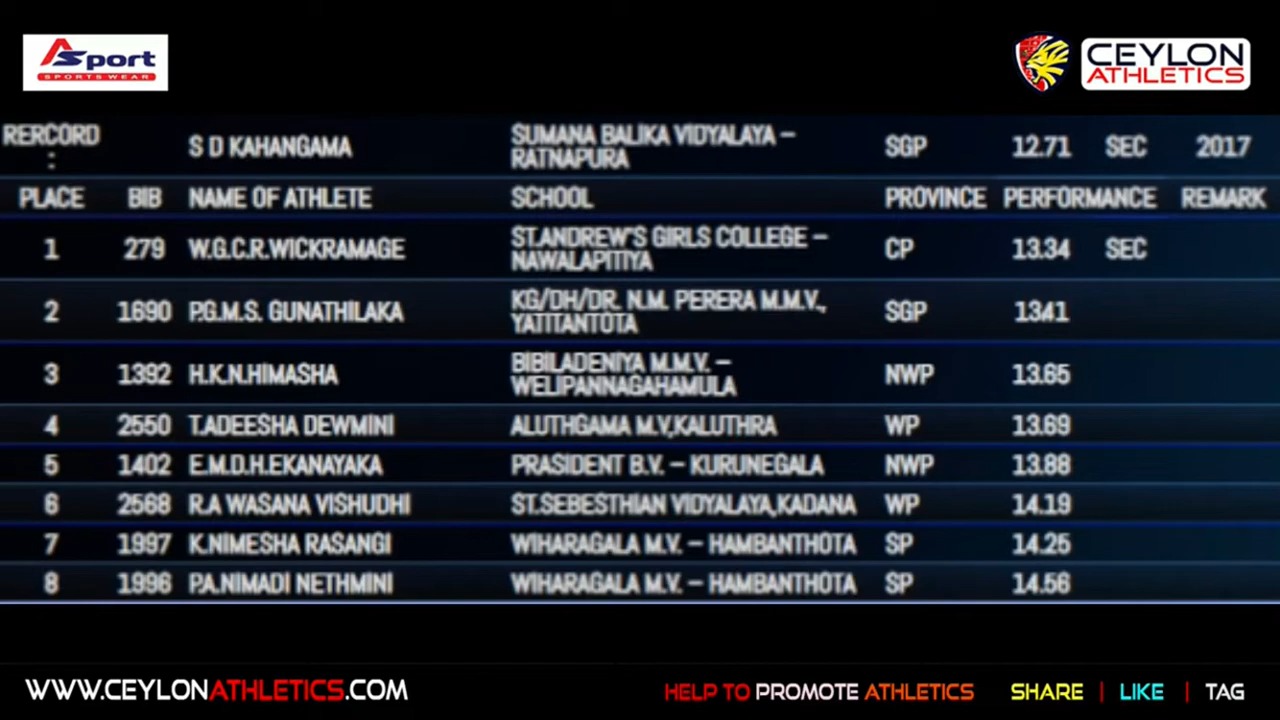 Asport
SPORTS WEAR
CEYLON
ATHLETICS
RERCORD : S D KAHANGAMA SUMANA BALIKA VIDYALAYA – RATNAPURA SGP 12.71 SEC 2017
PLACE BIB NAME OF ATHLETE SCHOOL PROVINCE PERFORMANCE REMARK
1 279 W.G.C.R.WICKRAMAGE ST.ANDREW'S GIRLS COLLEGE – NAWALAPITIYA CP 13.34 SEC
2 1690 P.G.M.S. GUNATHILAKA KG/DH/DR. N.M. PERERA M.M.V., YATITANTOTA SGP 13.41
3 1392 H.K.N.HIMASHA BIBILADENIYA M.M.V. – WELIPANNAGAHAMULA NWP 13.65
4 2550 T.ADEESHA DEWMINI ALUTHGAMA M.V,KALUTHRA WP 13.69
5 1402 E.M.D.H.EKANAYAKA PRASIDENT B.V. – KURUNEGALA NWP 13.88
6 2568 R.A WASANA VISHUDHI ST.SEBESTHIAN VIDYALAYA,KADANA WP 14.19
7 1997 K.NIMESHA RASANGI WIHARAGALA M.V. – HAMBANTHOTA SP 14.25
8 1996 P.A.NIMADI NETHMINI WIHARAGALA M.V. – HAMBANTHOTA SP 14.56
WWW.CEYLONATHLETICS.COM HELP TO PROMOTE ATHLETICS SHARE | LIKE | TAG